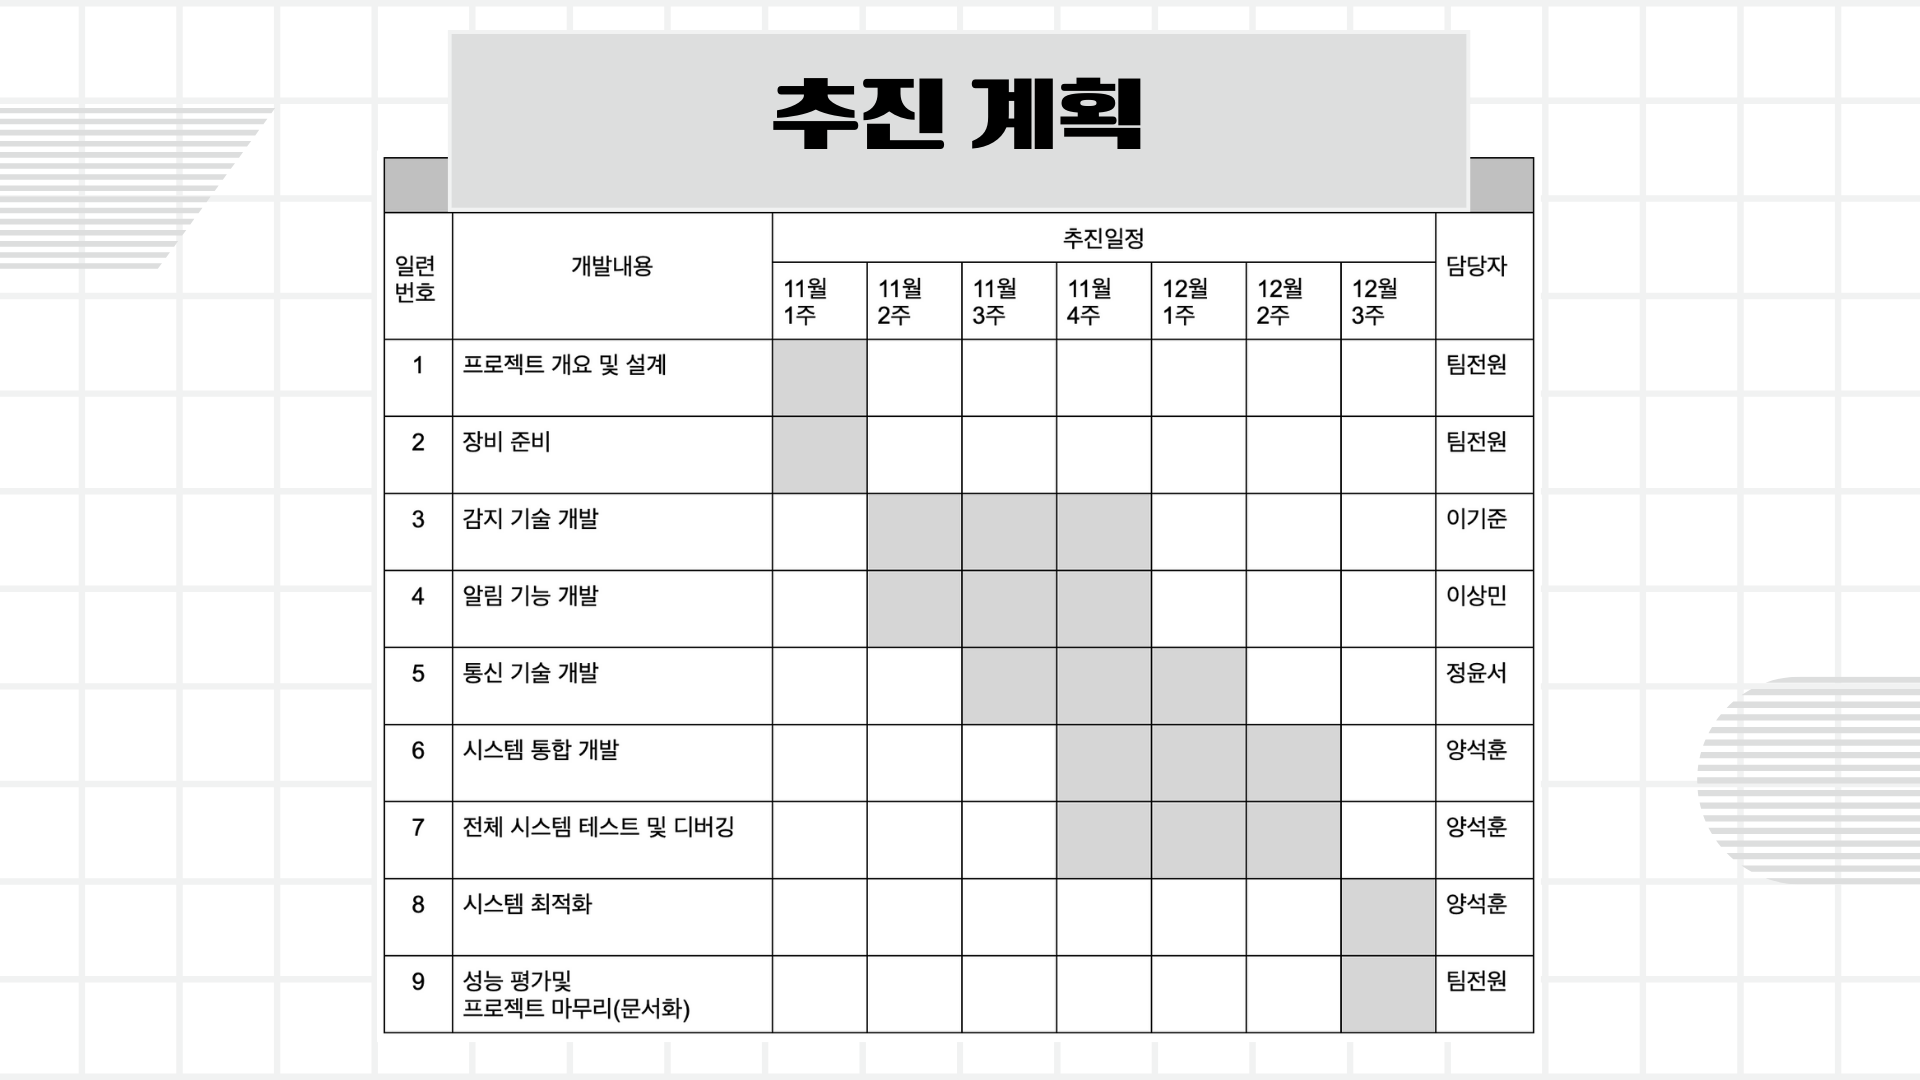 추진 계획
일련
번호
개발내용
추진일정
담당자
11월
1주
11월
2주
11월
3주
11월
4주
12월
1주
12월
2주
12월
3주
1 프로젝트 개요 및 설계 팀전원
2 장비 준비 팀전원
3 감지 기술 개발 이기준
4 알림 기능 개발 이상민
5 통신 기술 개발 정윤서
6 시스템 통합 개발 양석훈
7 전체 시스템 테스트 및 디버깅 양석훈
8 시스템 최적화 양석훈
9 성능 평가및 팀전원
프로젝트 마무리(문서화)